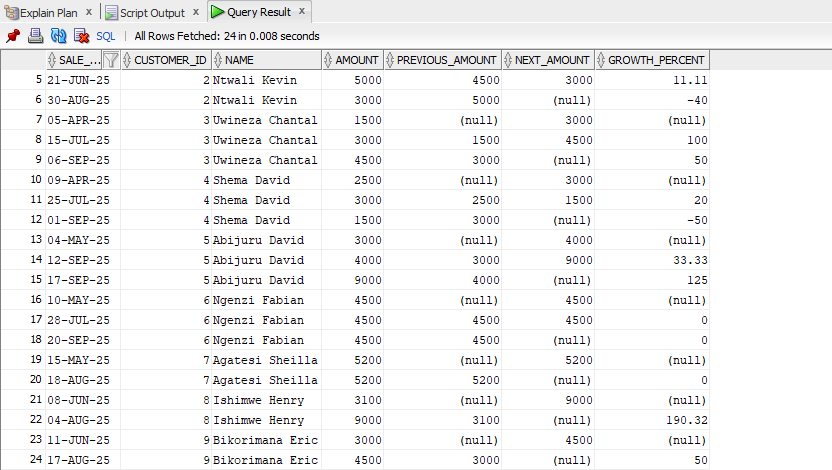 Explain Plan x Script Output x Query Result x
SQL | All Rows Fetched: 24 in 0.008 seconds
SALE_... CUSTOMER_ID NAME AMOUNT PREVIOUS_AMOUNT NEXT_AMOUNT GROWTH_PERCENT
5 21-JUN-25 2 Ntwali Kevin 5000 4500 3000 11.11
6 30-AUG-25 2 Ntwali Kevin 3000 5000 (null) -40
7 05-APR-25 3 Uwineza Chantal 1500 (null) 3000 (null)
8 15-JUL-25 3 Uwineza Chantal 3000 1500 4500 100
9 06-SEP-25 3 Uwineza Chantal 4500 3000 (null) 50
10 09-APR-25 4 Shema David 2500 (null) 3000 (null)
11 25-JUL-25 4 Shema David 3000 2500 1500 20
12 01-SEP-25 4 Shema David 1500 3000 (null) -50
13 04-MAY-25 5 Abijuru David 3000 (null) 4000 (null)
14 12-SEP-25 5 Abijuru David 4000 3000 9000 33.33
15 17-SEP-25 5 Abijuru David 9000 4000 (null) 125
16 10-MAY-25 6 Ngenzi Fabian 4500 (null) 4500 (null)
17 28-JUL-25 6 Ngenzi Fabian 4500 4500 4500 0
18 20-SEP-25 6 Ngenzi Fabian 4500 4500 (null) 0
19 15-MAY-25 7 Agatesi Sheilla 5200 (null) 5200 (null)
20 18-AUG-25 7 Agatesi Sheilla 5200 5200 (null) 0
21 08-JUN-25 8 Ishimwe Henry 3100 (null) 9000 (null)
22 04-AUG-25 8 Ishimwe Henry 9000 3100 (null) 190.32
23 11-JUN-25 9 Bikorimana Eric 3000 (null) 4500 (null)
24 17-AUG-25 9 Bikorimana Eric 4500 3000 (null) 50